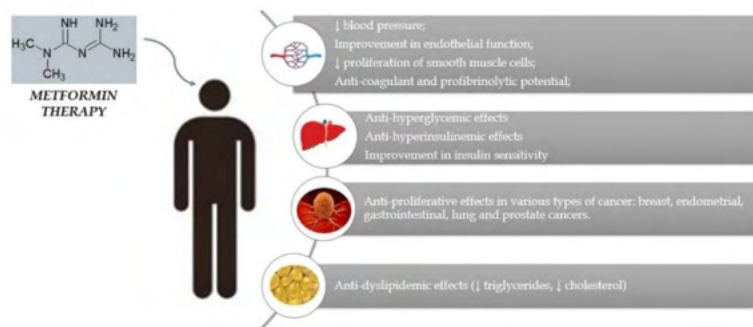 NH NH₂
H₃C N N NH₂
CH₃
METFORMIN
THERAPY
↓ blood pressure;
Improvement in endothelial function;
↓ proliferation of smooth muscle cells;
Anti-coagulant and profibrinolytic potential;
Anti-hyperglycemic effects
Anti-hyperinsulinemic effects
Improvement in insulin sensitivity
Anti-proliferative effects in various types of cancer: breast, endometrial,
gastrointestinal, lung and prostate cancers.
Anti-dyslipidemic effects (↓ triglycerides, ↓ cholesterol)